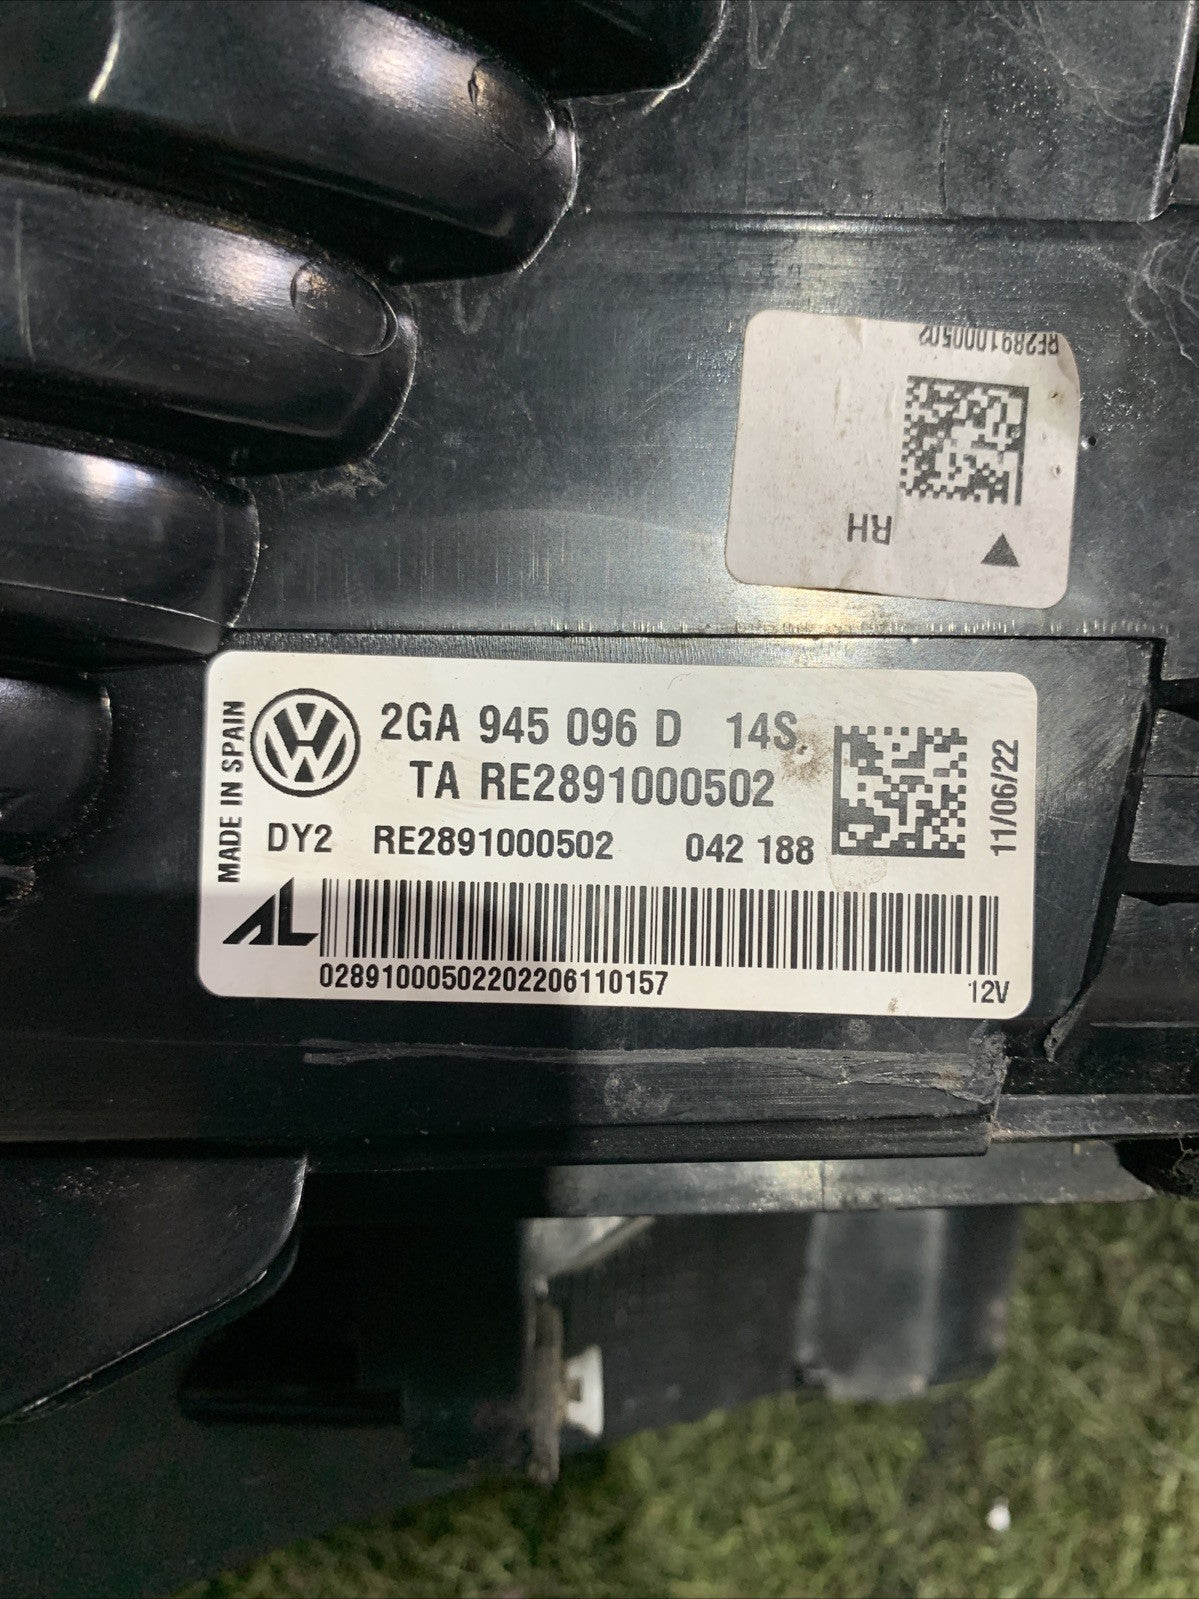 RE2891000502
RH
MADE IN SPAIN
2GA 945 096 D 14S
TA RE2891000502
DY2 RE2891000502 042 188
11/06/22
AL
02891000502202206110157
12V